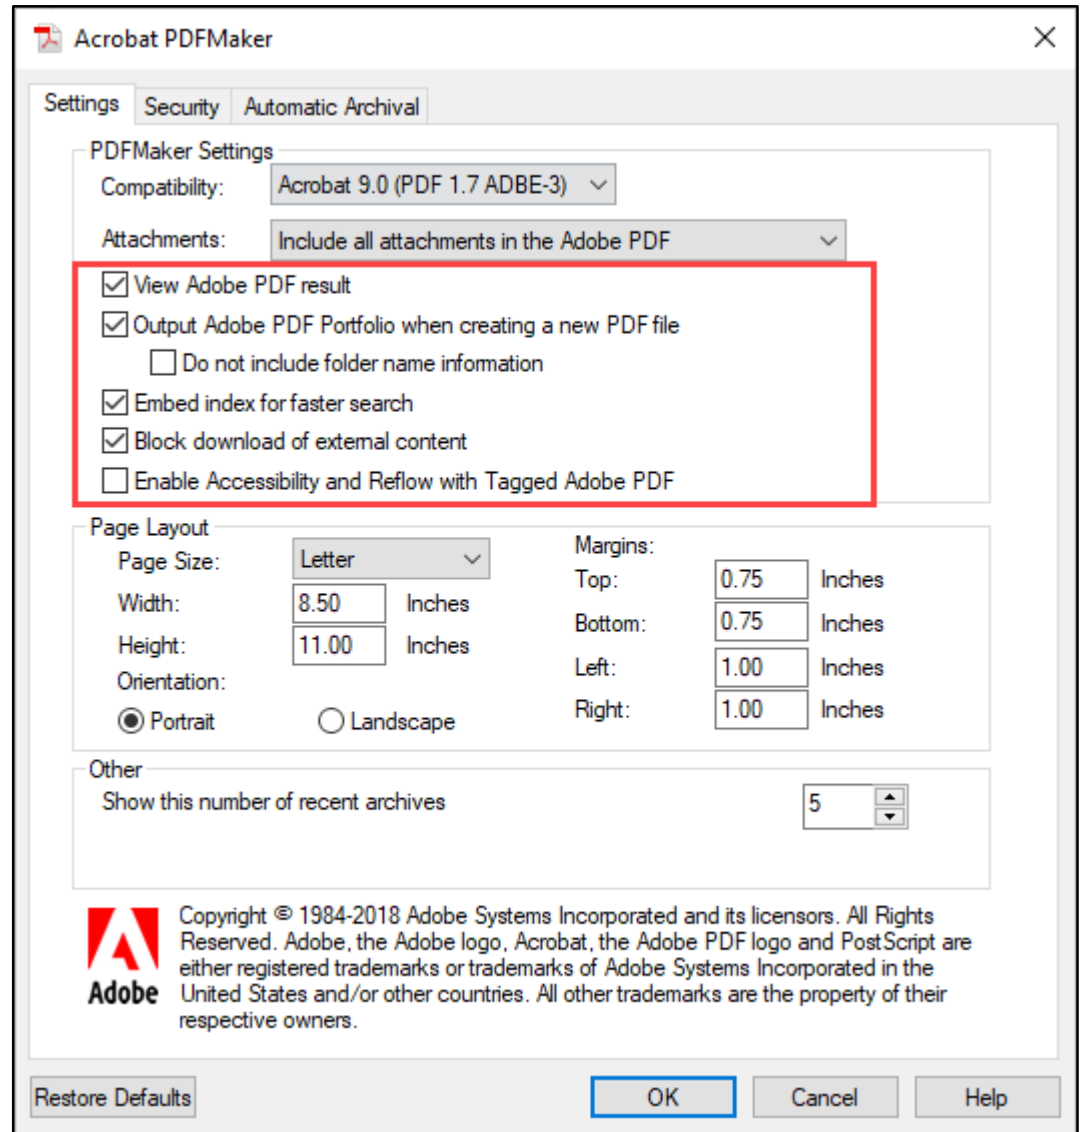 Acrobat PDFMaker
Settings Security Automatic Archival
PDFMaker Settings
Compatibility: Acrobat 9.0 (PDF 1.7 ADBE-3)
Attachments: Include all attachments in the Adobe PDF
View Adobe PDF result
Output Adobe PDF Portfolio when creating a new PDF file
Do not include folder name information
Embed index for faster search
Block download of external content
Enable Accessibility and Reflow with Tagged Adobe PDF
Page Layout
Page Size: Letter
Width: 8.50 Inches
Height: 11.00 Inches
Orientation:
Portrait Landscape
Margins:
Top: 0.75 Inches
Bottom: 0.75 Inches
Left: 1.00 Inches
Right: 1.00 Inches
Other
Show this number of recent archives 5
Adobe
Copyright © 1984-2018 Adobe Systems Incorporated and its licensors. All Rights
Reserved. Adobe, the Adobe logo, Acrobat, the Adobe PDF logo and PostScript are
either registered trademarks or trademarks of Adobe Systems Incorporated in the
United States and/or other countries. All other trademarks are the property of their
respective owners.
Restore Defaults OK Cancel Help